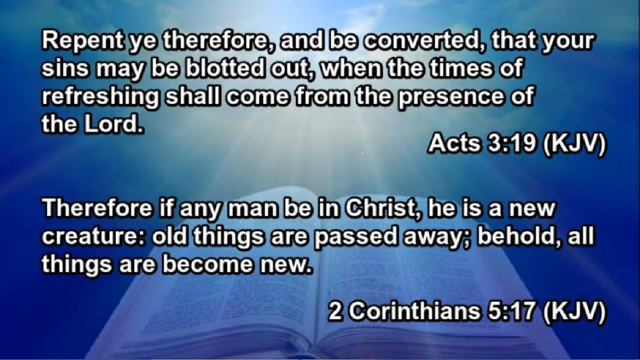 Repent ye therefore, and be converted, that your
sins may be blotted out, when the times of
refreshing shall come from the presence of
the Lord.
Acts 3:19 (KJV)
Therefore if any man be in Christ, he is a new
creature: old things are passed away; behold, all
things are become new.
2 Corinthians 5:17 (KJV)